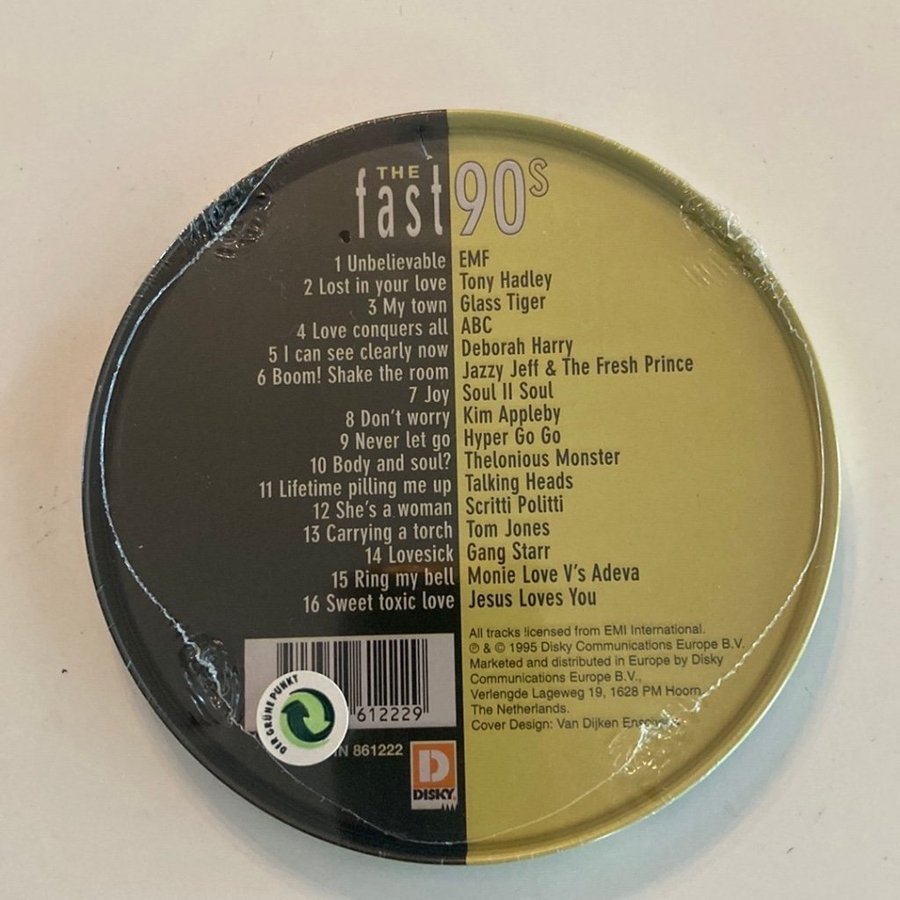 THE
fast 90s
1 Unbelievable EMF
2 Lost in your love Tony Hadley
3 My town Glass Tiger
4 Love conquers all ABC
5 I can see clearly now Deborah Harry
6 Boom! Shake the room Jazzy Jeff & The Fresh Prince
7 Joy Soul II Soul
8 Don't worry Kim Appleby
9 Never let go Hyper Go Go
10 Body and soul? Thelonious Monster
11 Lifetime pilling me up Talking Heads
12 She's a woman Scritti Politti
13 Carrying a torch Tom Jones
14 Lovesick Gang Starr
15 Ring my bell Monie Love V's Adeva
16 Sweet toxic love Jesus Loves You
All tracks licensed from EMI International.
℗ & © 1995 Disky Communications Europe B.V.
Marketed and distributed in Europe by Disky
Communications Europe B.V.,
Verlengde Lageweg 19, 1628 PM Hoorn,
The Netherlands.
Cover Design: Van Dijken
DER GRÜNE PUNKT
612229
861222
D
DISKY